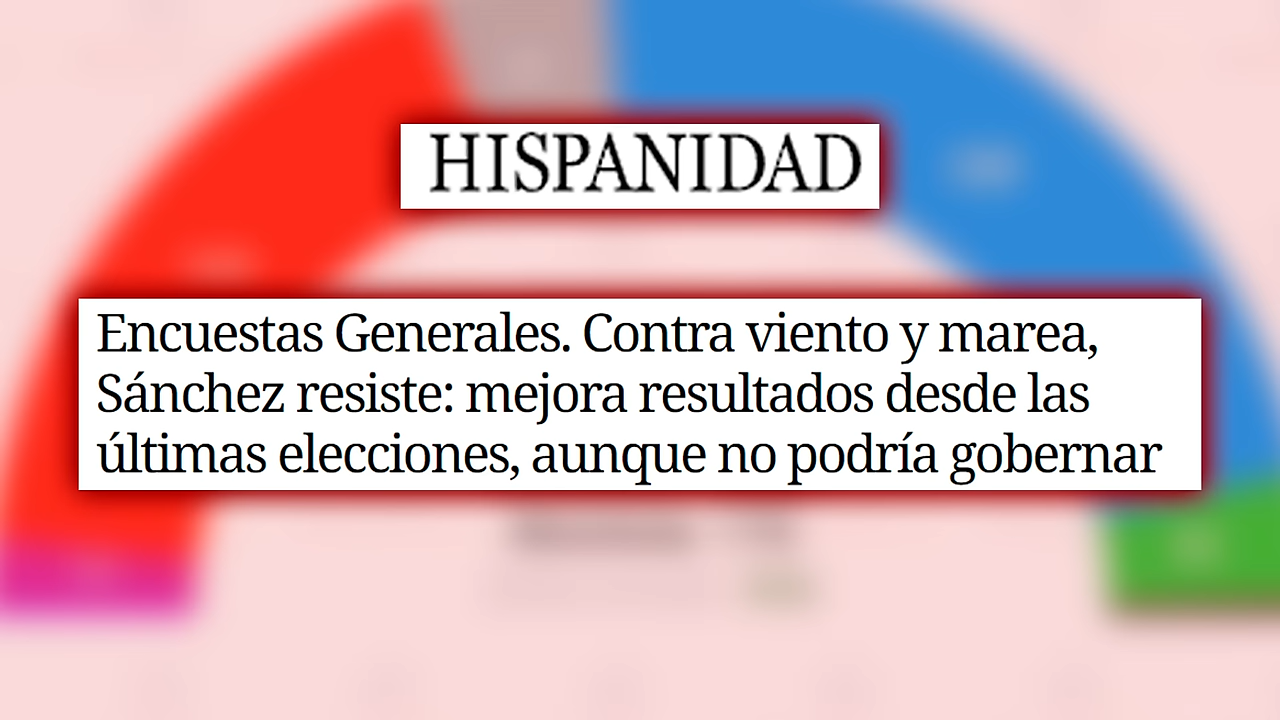 HISPANIDAD
Encuestas Generales. Contra viento y marea,
Sánchez resiste: mejora resultados desde las
últimas elecciones, aunque no podría gobernar